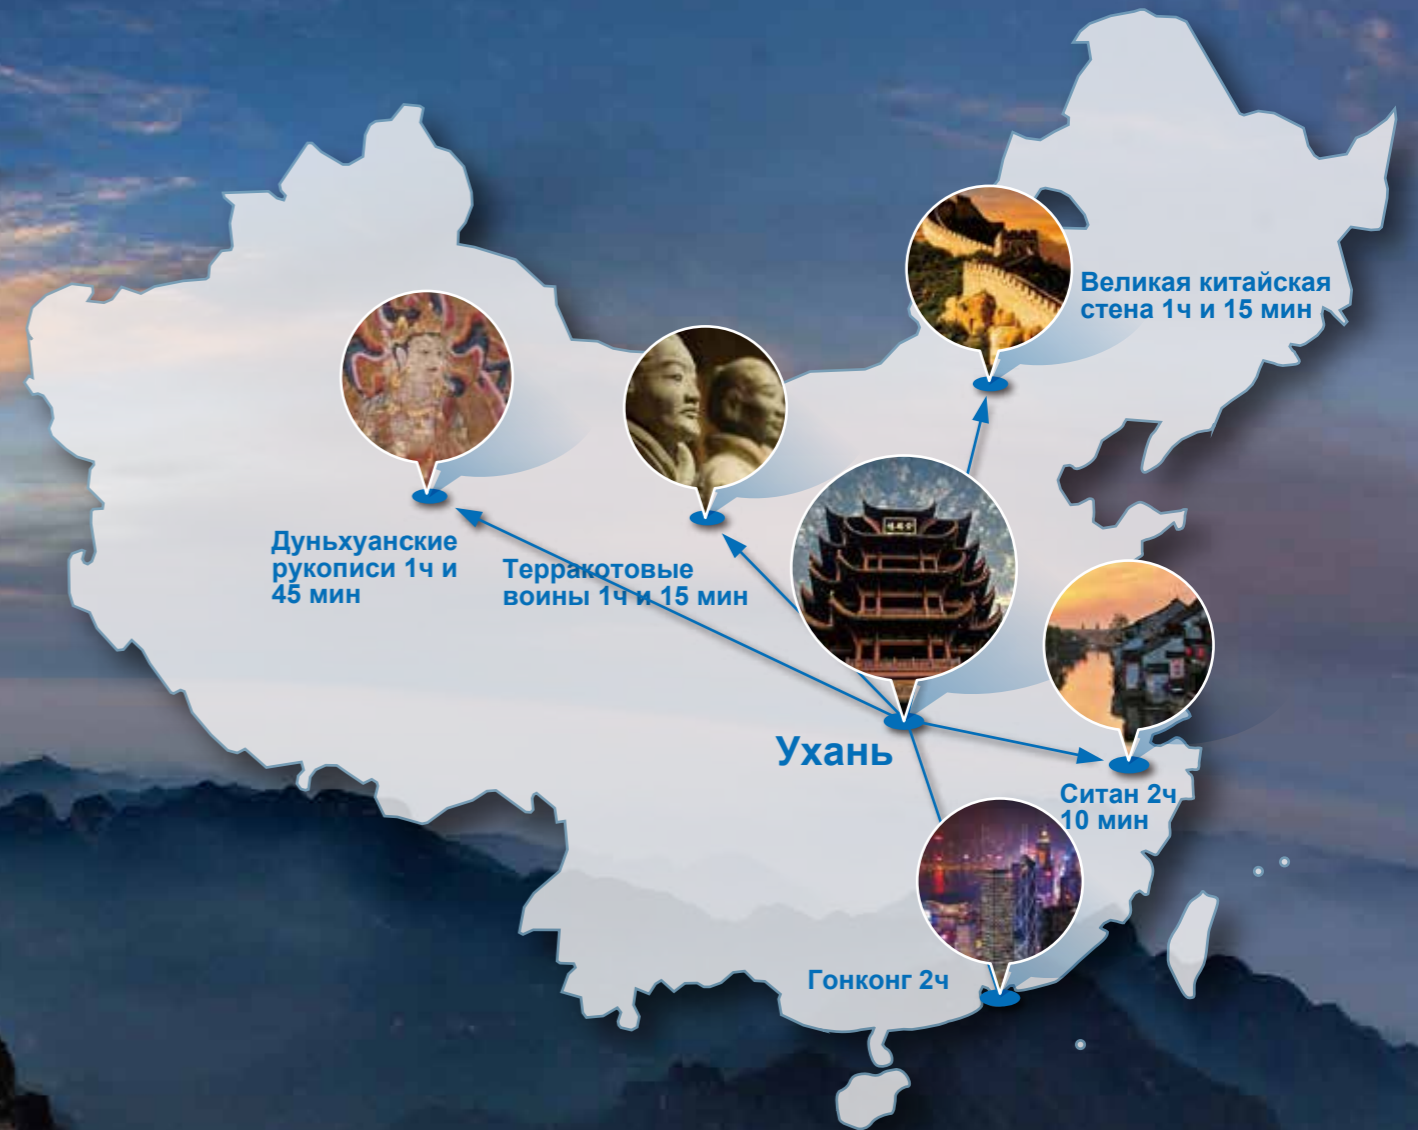 Великая китайская
стена 1ч и 15 мин
Дуньхуанские
рукописи 1ч и
45 мин
Терракотовые
воины 1ч и 15 мин
Ухань
Ситан 2ч
10 мин
Гонконг 2ч